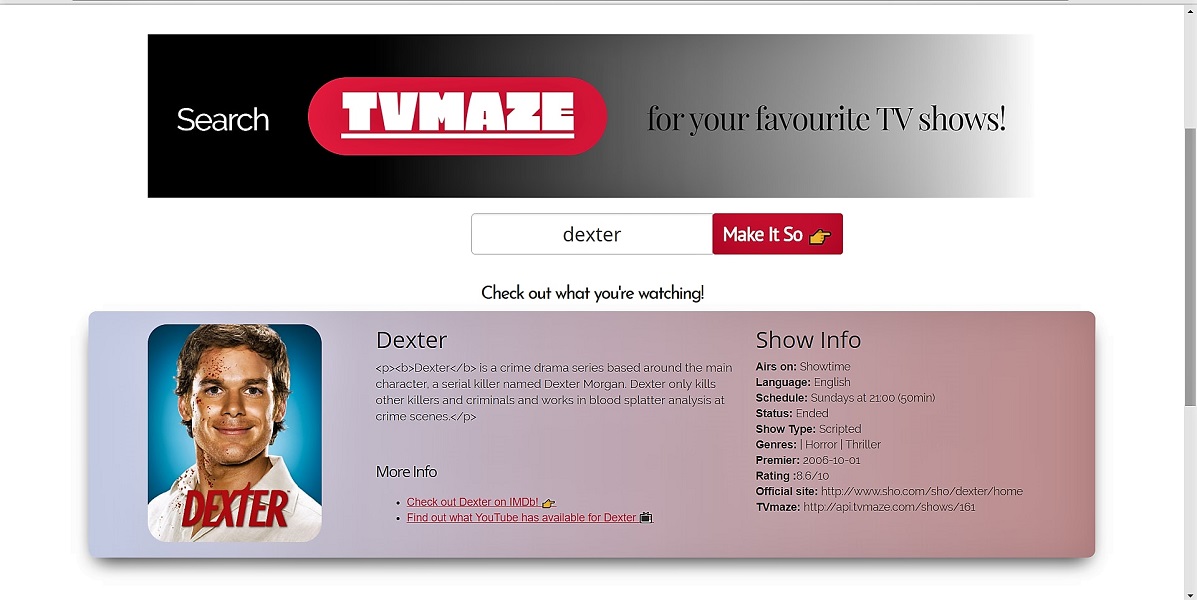 Search TVMAZE for your favourite TV shows!
dexter Make It So 👉
Check out what you're watching!
DEXTER
Dexter
<p><b>Dexter</b> is a crime drama series based around the main
character, a serial killer named Dexter Morgan. Dexter only kills
other killers and criminals and works in blood splatter analysis at
crime scenes.</p>
More Info
• Check out Dexter on IMDb! 👉
• Find out what YouTube has available for Dexter 📺
Show Info
Airs on: Showtime
Language: English
Schedule: Sundays at 21:00 (50min)
Status: Ended
Show Type: Scripted
Genres: | Horror | Thriller
Premier: 2006-10-01
Rating :8.6/10
Official site: http://www.sho.com/sho/dexter/home
TVmaze: http://api.tvmaze.com/shows/161